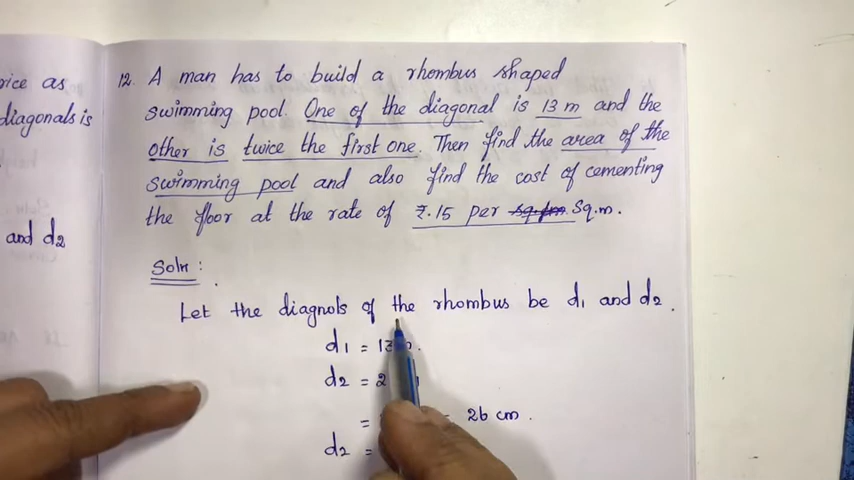 rice as
diagonals is
and d2
12. A man has to build a rhombus shaped
swimming pool. One of the diagonal is 13 m and the
other is twice the first one. Then find the area of the
swimming pool and also find the cost of cementing
the floor at the rate of ₹.15 per Sq.m.
Soln :
Let the diagnols of the rhombus be d1 and d2.
d1 = 13
d2 = 2
= = 26 cm.
d2 =